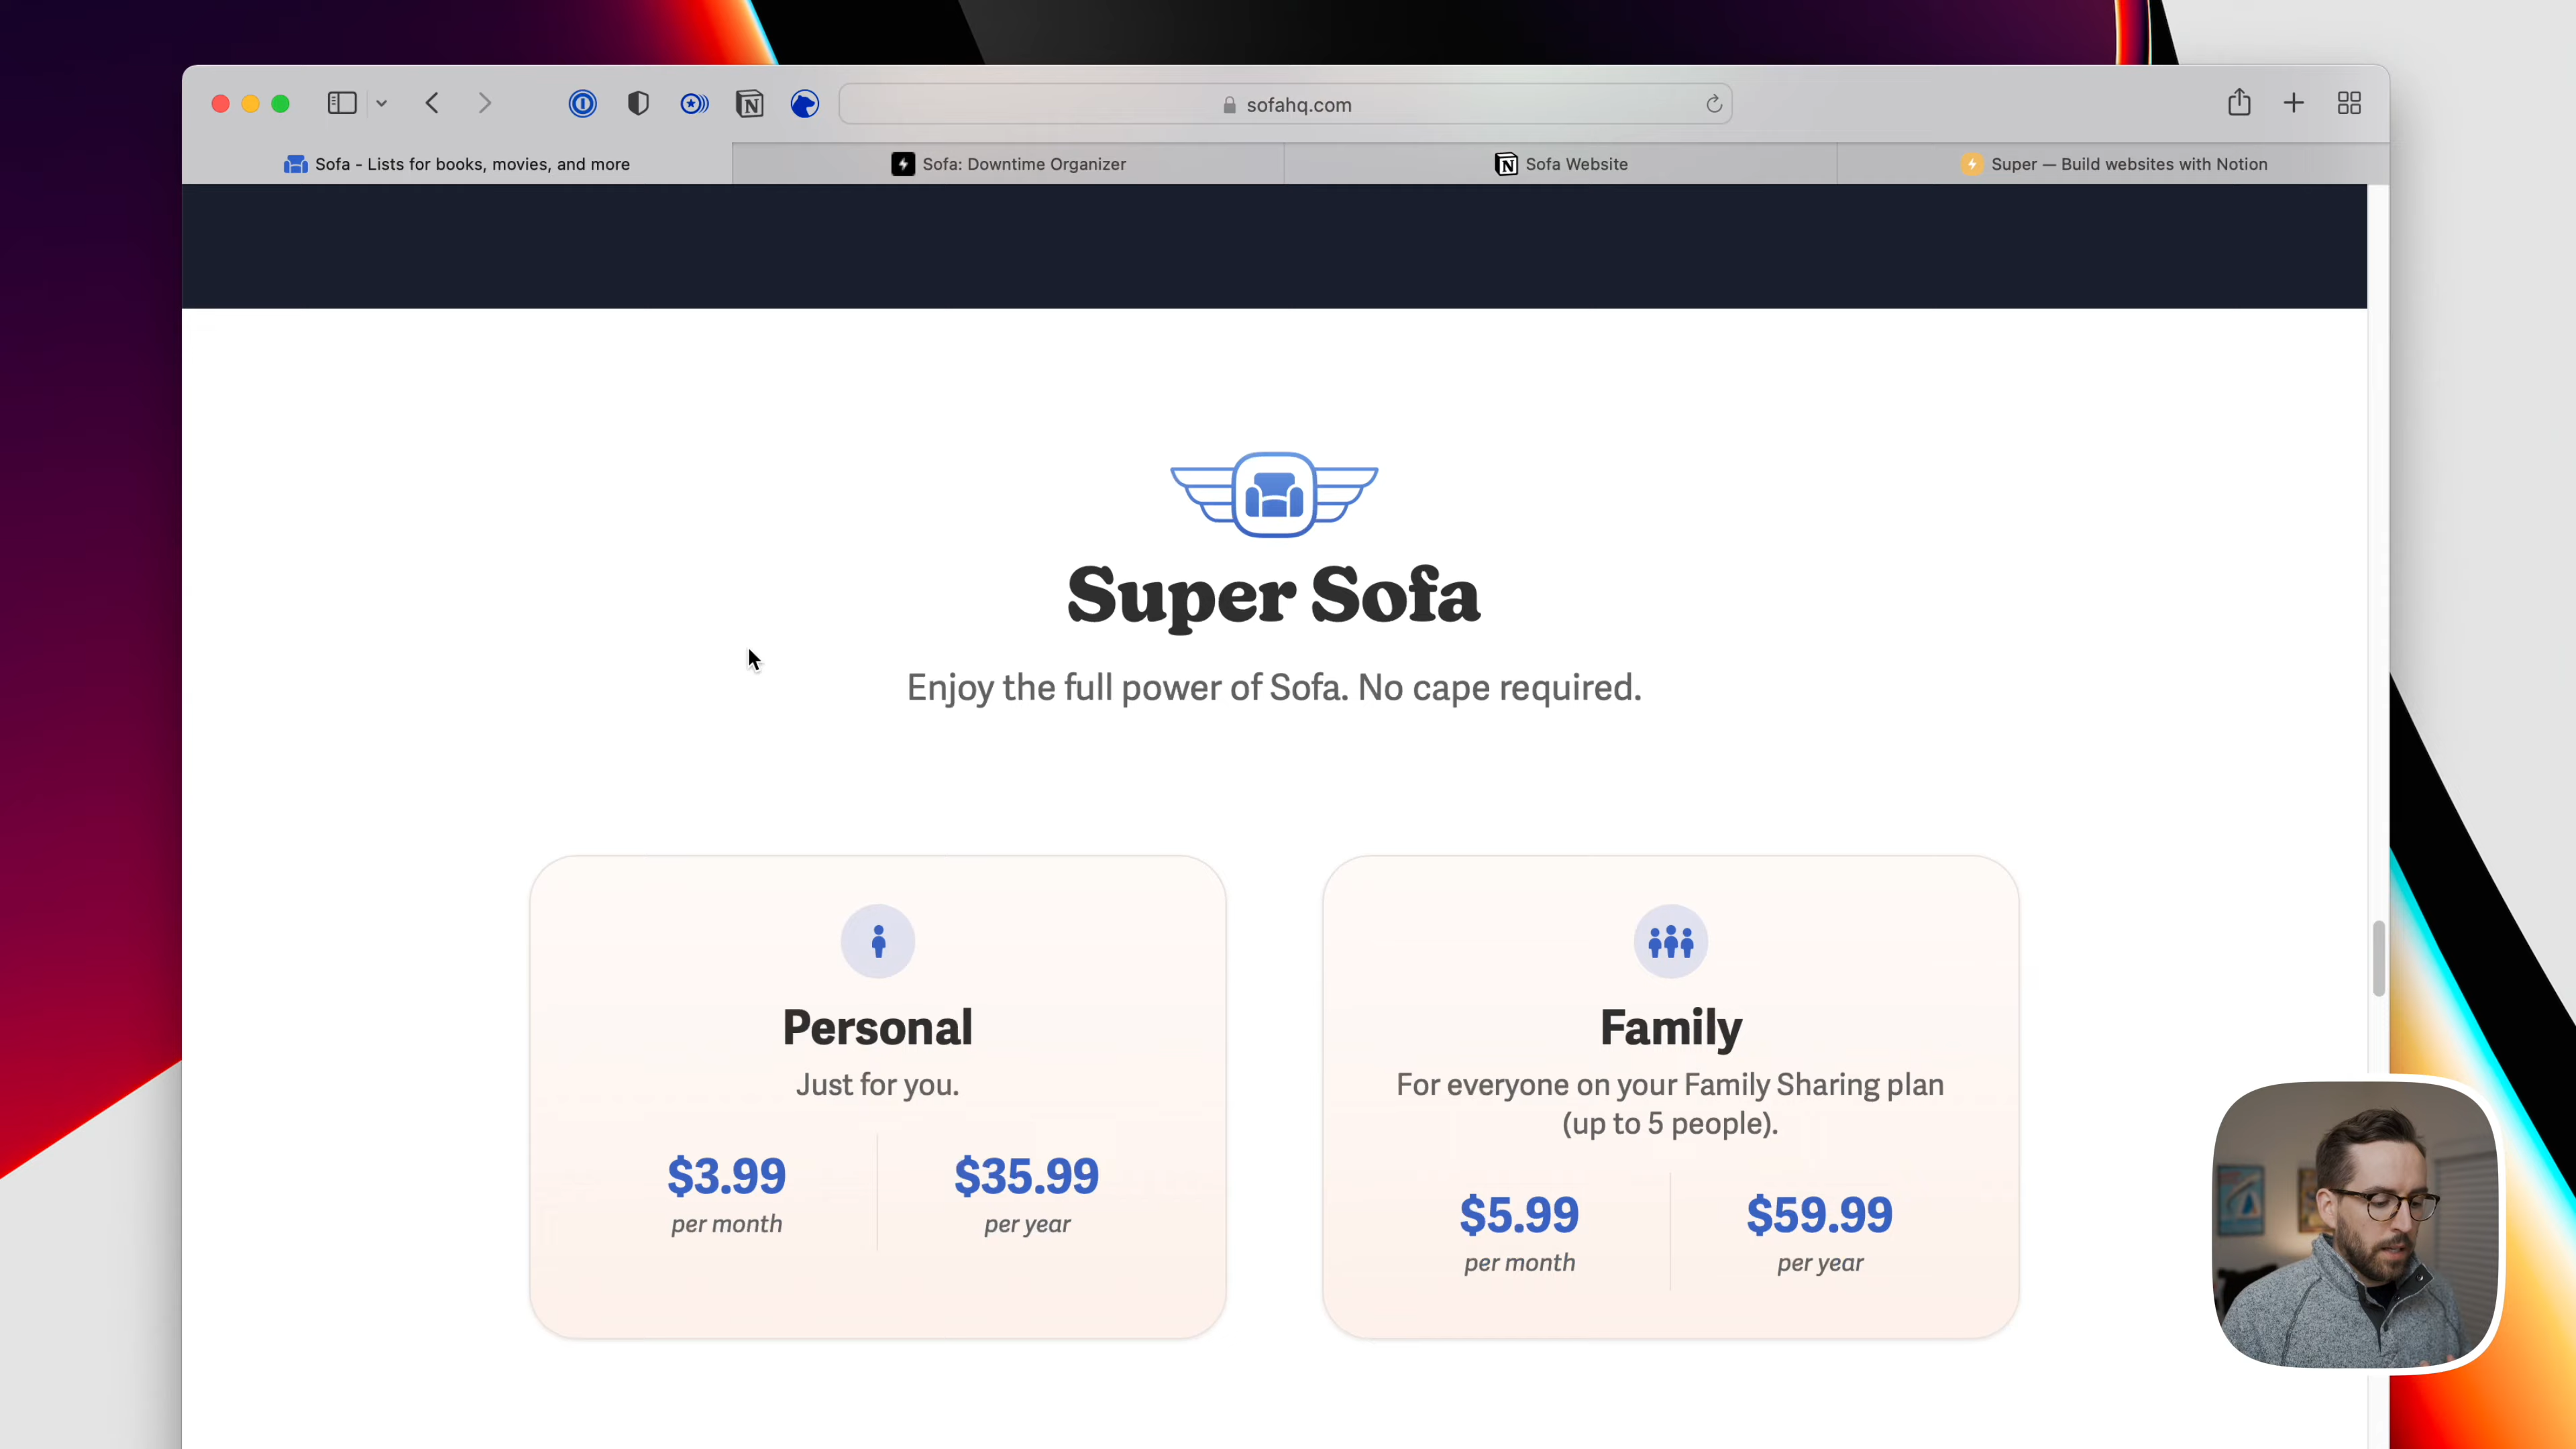 sofahq.com
Sofa - Lists for books, movies, and more
Sofa: Downtime Organizer
Sofa Website
Super — Build websites with Notion
Super Sofa
Enjoy the full power of Sofa. No cape required.
Personal
Just for you.
$3.99
per month
$35.99
per year
Family
For everyone on your Family Sharing plan
(up to 5 people).
$5.99
per month
$59.99
per year